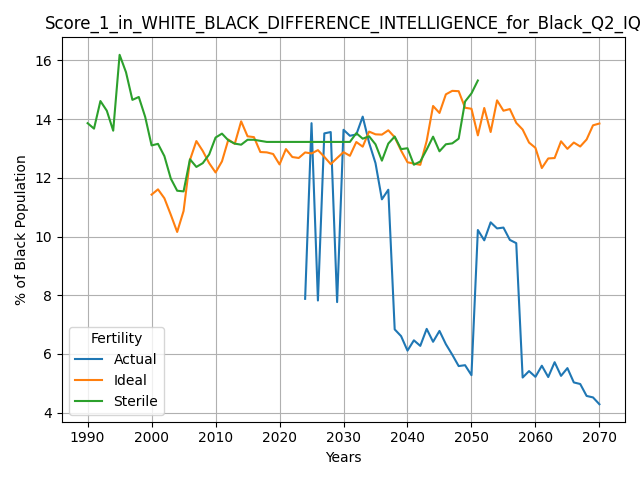 Score_1_in_WHITE_BLACK_DIFFERENCE_INTELLIGENCE_for_Black_Q2_IQ
% of Black Population
16
14
12
10
8
6
4
Fertility
Actual
Ideal
Sterile
1990 2000 2010 2020 2030 2040 2050 2060 2070
Years